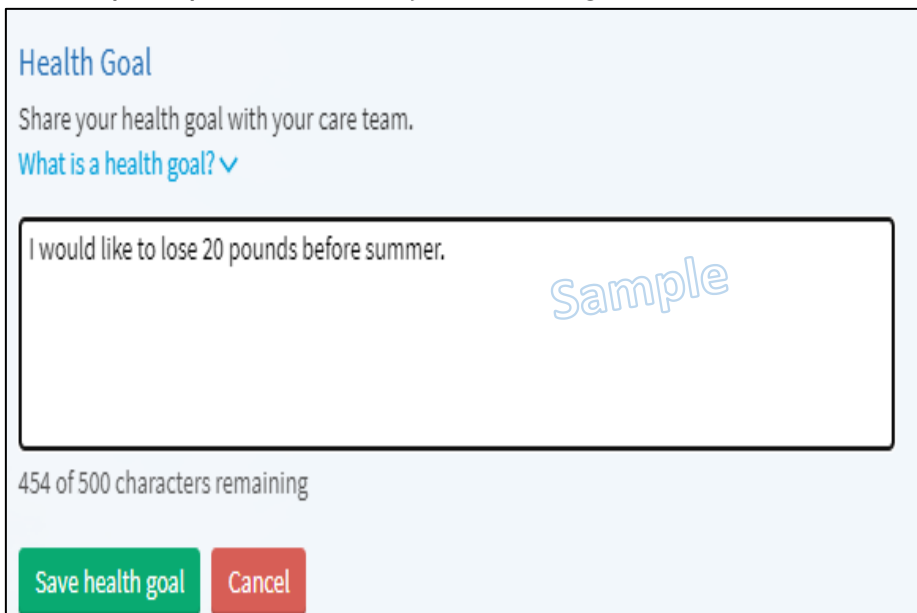 Health Goal
Share your health goal with your care team.
What is a health goal?
I would like to lose 20 pounds before summer.
Sample
454 of 500 characters remaining
Save health goal Cancel